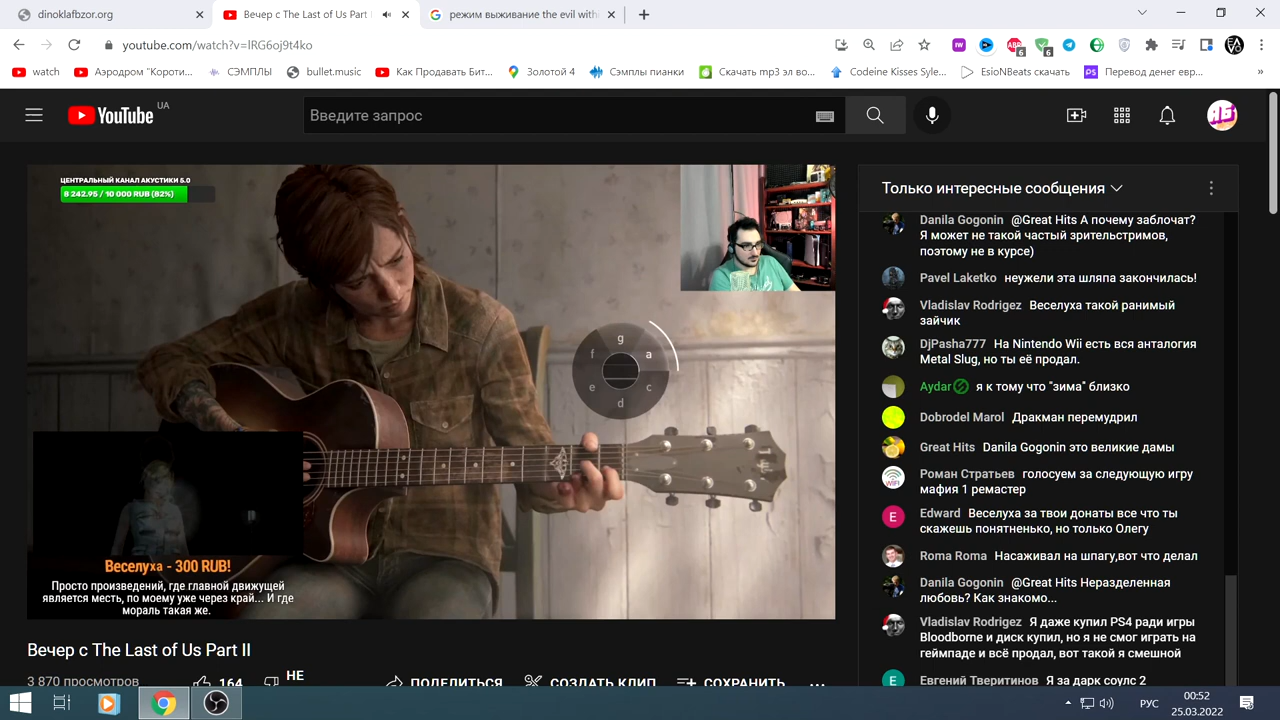 dinoklafbzor.org
Вечер с The Last of Us Part I
режим выживание the evil witha
youtube.com/watch?v=lRG6oj9t4ko
watch
Аэродром "Короти...
СЭМПЛЫ
bullet.music
Как Продавать Бит...
Золотой 4
Сэмплы пианки
Скачать mp3 эл во...
Codeine Kisses Syle...
EsioNBeats скачать
Перевод денег евр...
»
YouTube UA
Введите запрос
ЦЕНТРАЛЬНЫЙ КАНАЛ АКУСТИКИ 5.0
8 242.95 / 10 000 RUB (82%)
g
f a
e c
d
Веселуха - 300 RUB!
Просто произведений, где главной движущей
является месть, по моему уже через край... И где
мораль такая же.
Вечер с The Last of Us Part II
3 870 просмотров
164
НЕ
ПОДЕЛИТЬСЯ
СОЗДАТЬ КЛИП
СОХРАНИТЬ
...
Только интересные сообщения
Danila Gogonin @Great Hits А почему заблочат?
Я может не такой частый зрительстримов,
поэтому не в курсе)
Pavel Laketko неужели эта шляпа закончилась!
Vladislav Rodrigez Веселуха такой ранимый
зайчик
DjPasha777 На Nintendo Wii есть вся анталогия
Metal Slug, но ты её продал.
Aydar я к тому что "зима" близко
Dobrodel Marol Дракман перемудрил
Great Hits Danila Gogonin это великие дамы
Роман Стратьев голосуем за следующую игру
мафия 1 ремастер
Edward Веселуха за твои донаты все что ты
скажешь понятненько, но только Олегу
Roma Roma Насаживал на шпагу,вот что делал
Danila Gogonin @Great Hits Неразделенная
любовь? Как знакомо...
Vladislav Rodrigez Я даже купил PS4 ради игры
Bloodborne и диск купил, но я не смог играть на
геймпаде и всё продал, вот такой я смешной
Евгений Тверитинов Я за дарк соулс 2
РУС
00:52
25.03.2022